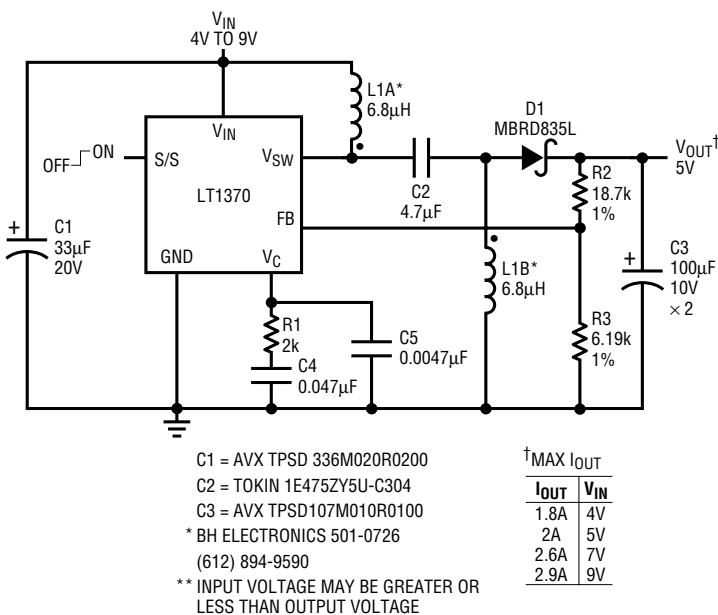 VIN
4V TO 9V
L1A*
6.8µH
D1
MBRD835L
VIN
VOUT†
5V
OFF ON
S/S
VSW
LT1370
C2
4.7µF
R2
18.7k
1%
FB
C1
33µF
20V
+
GND
VC
L1B*
6.8µH
+
C3
100µF
10V
× 2
R1
2k
C5
0.0047µF
R3
6.19k
1%
C4
0.047µF
C1 = AVX TPSD 336M020R0200
C2 = TOKIN 1E475ZY5U-C304
C3 = AVX TPSD107M010R0100
* BH ELECTRONICS 501-0726
(612) 894-9590
** INPUT VOLTAGE MAY BE GREATER OR
LESS THAN OUTPUT VOLTAGE
†MAX IOUT
IOUT VIN
1.8A 4V
2A 5V
2.6A 7V
2.9A 9V